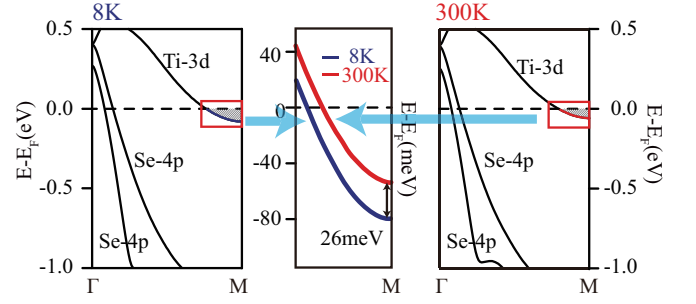 8K
300K
0.5
0.0
-0.5
-1.0
E-E_F(eV)
Ti-3d
Se-4p
Se-4p
Γ
M
40
0
-40
-80
8K
300K
26meV
M
E-E_F(meV)
Ti-3d
Se-4p
Se-4p
Γ
M
0.5
0.0
-0.5
-1.0
E-E_F(eV)